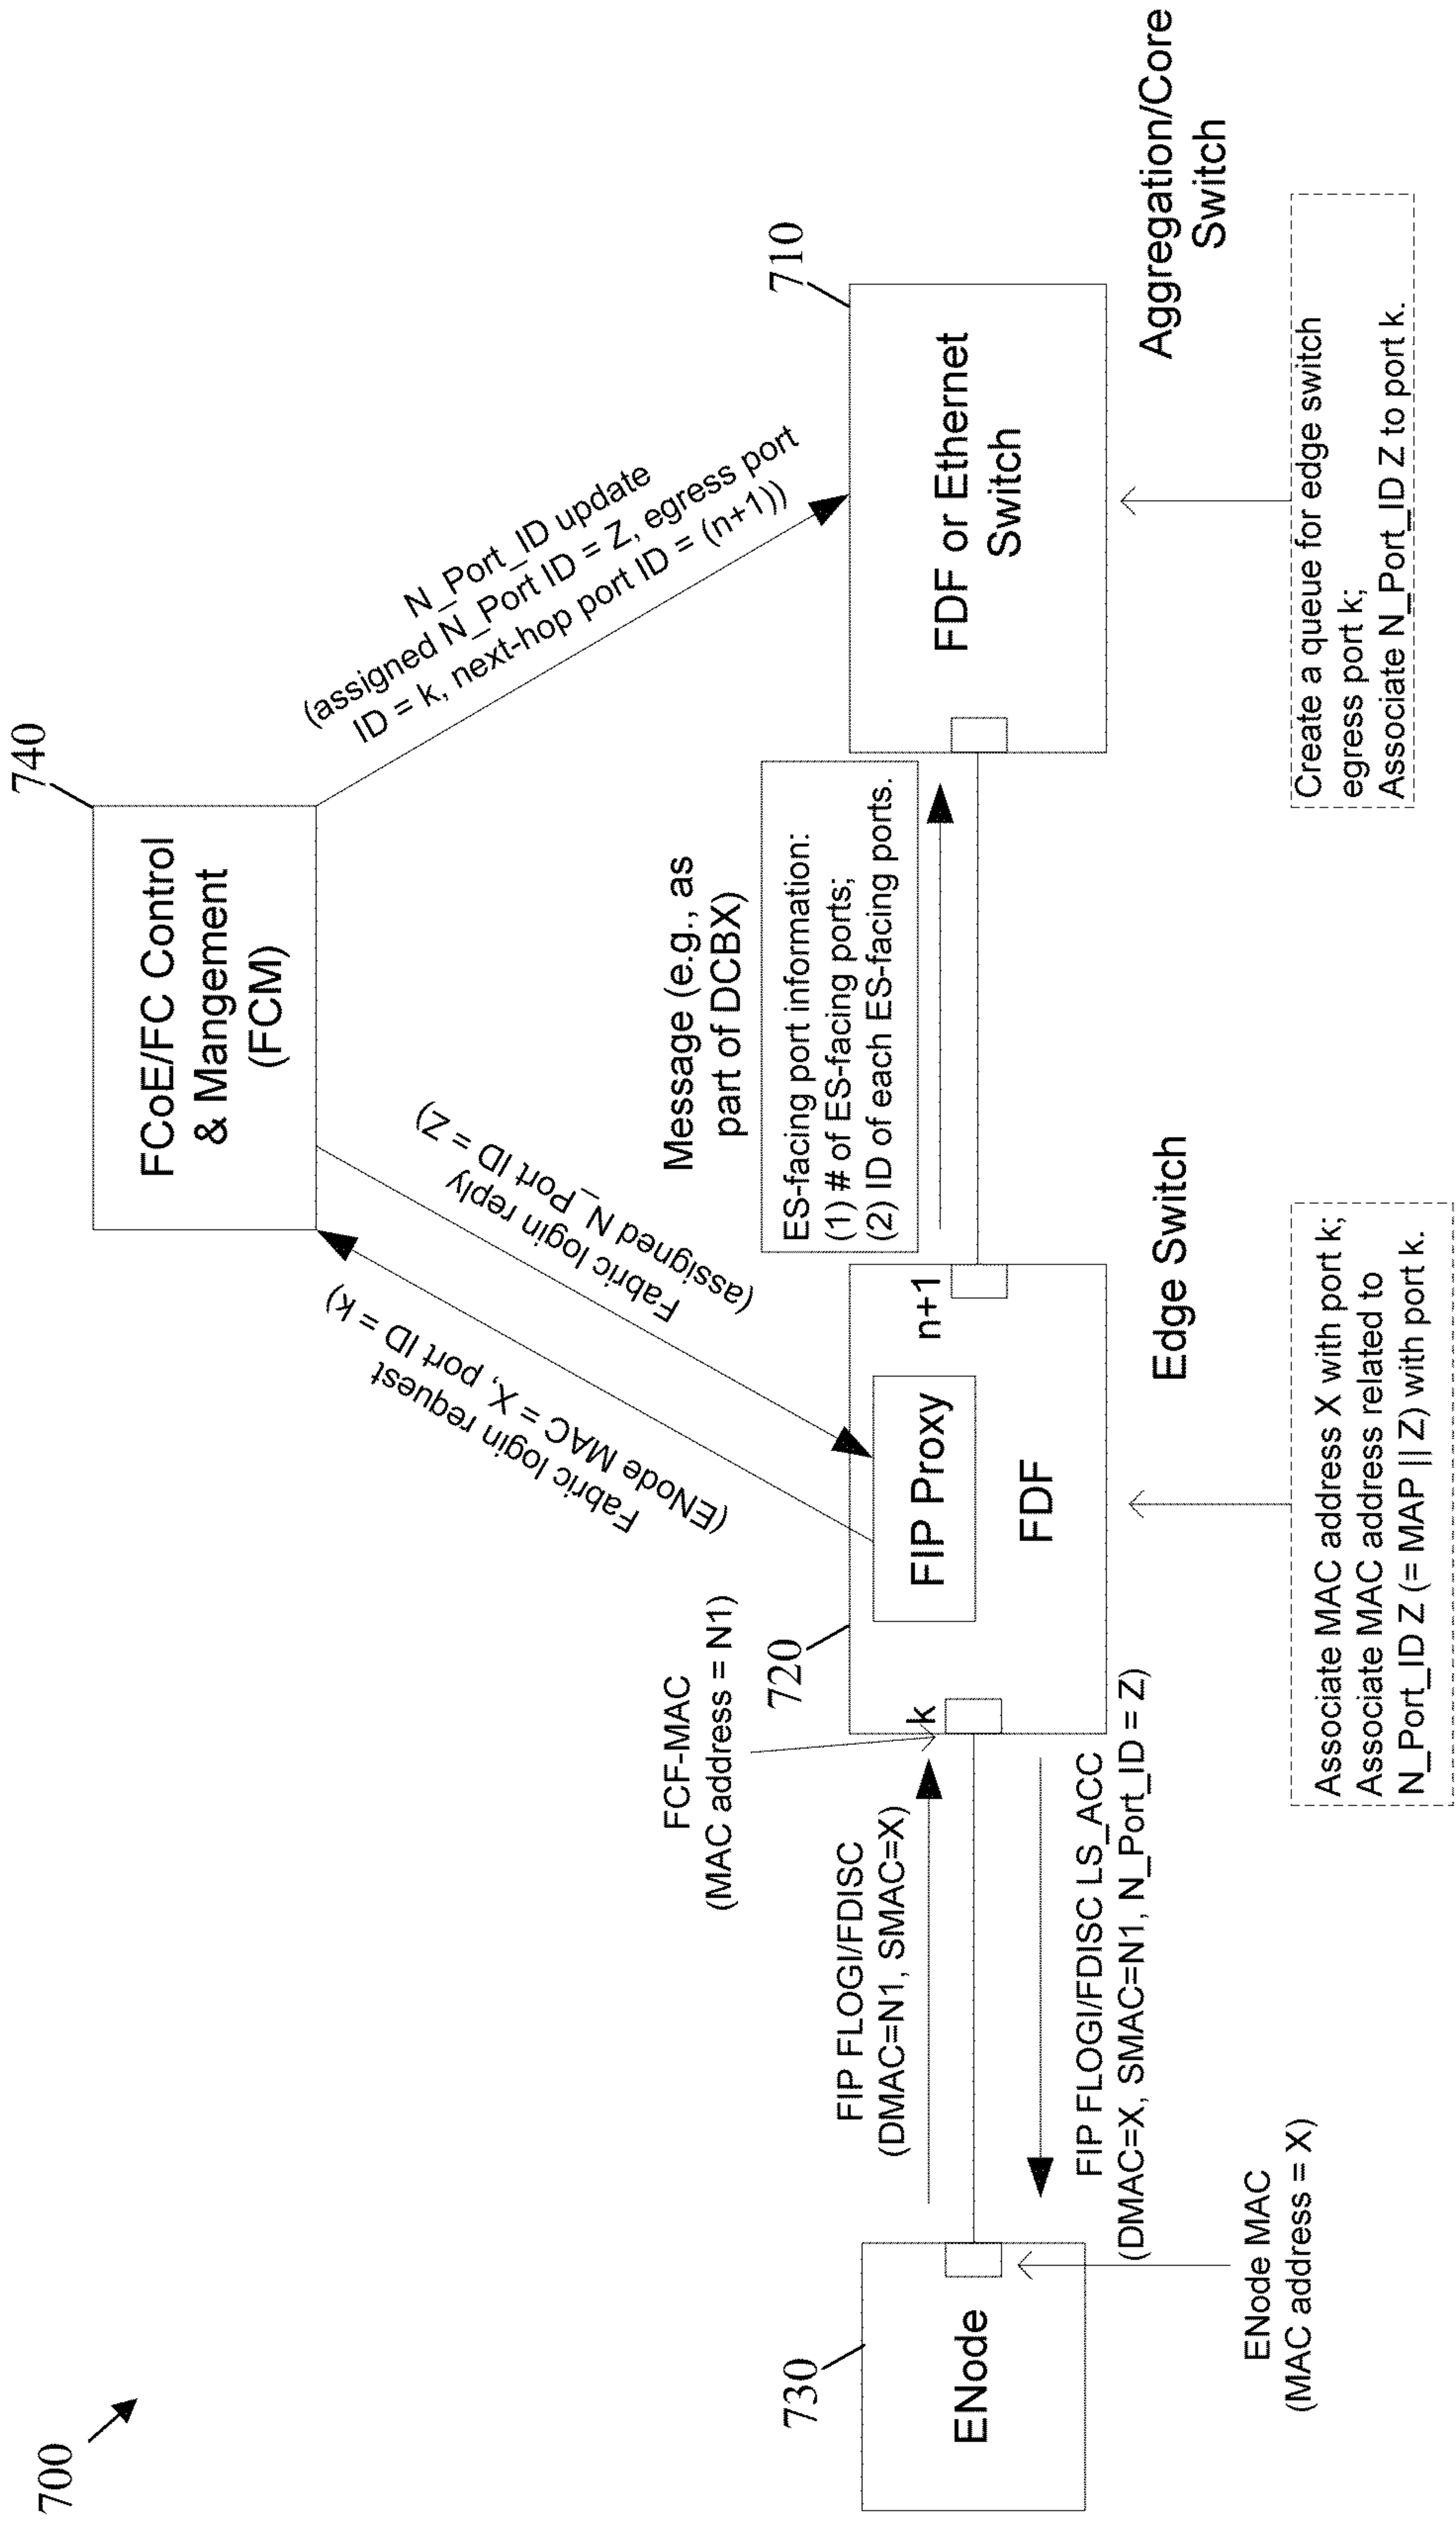 700
740
FCoE/FC Control
& Mangement
(FCM)
Fabric login request
(ENode MAC = X, port ID = k)
Fabric login reply
(assigned N_Port ID = Z)
N_Port_ID update
(assigned N_Port ID = Z, egress port
ID = k, next-hop port ID = (n+1))
730
ENode
ENode MAC
(MAC address = X)
FIP FLOGI/FDISC
(DMAC=N1, SMAC=X)
FIP FLOGI/FDISC LS_ACC
(DMAC=X, SMAC=N1, N_Port_ID = Z)
FCF-MAC
(MAC address = N1)
720
k
FIP Proxy
n+1
FDF
Edge Switch
Associate MAC address X with port k;
Associate MAC address related to
N_Port_ID Z (= MAP || Z) with port k.
Message (e.g., as
part of DCBX)
ES-facing port information:
(1) # of ES-facing ports;
(2) ID of each ES-facing ports.
710
FDF or Ethernet
Switch
Aggregation/Core
Switch
Create a queue for edge switch
egress port k;
Associate N_Port_ID Z to port k.